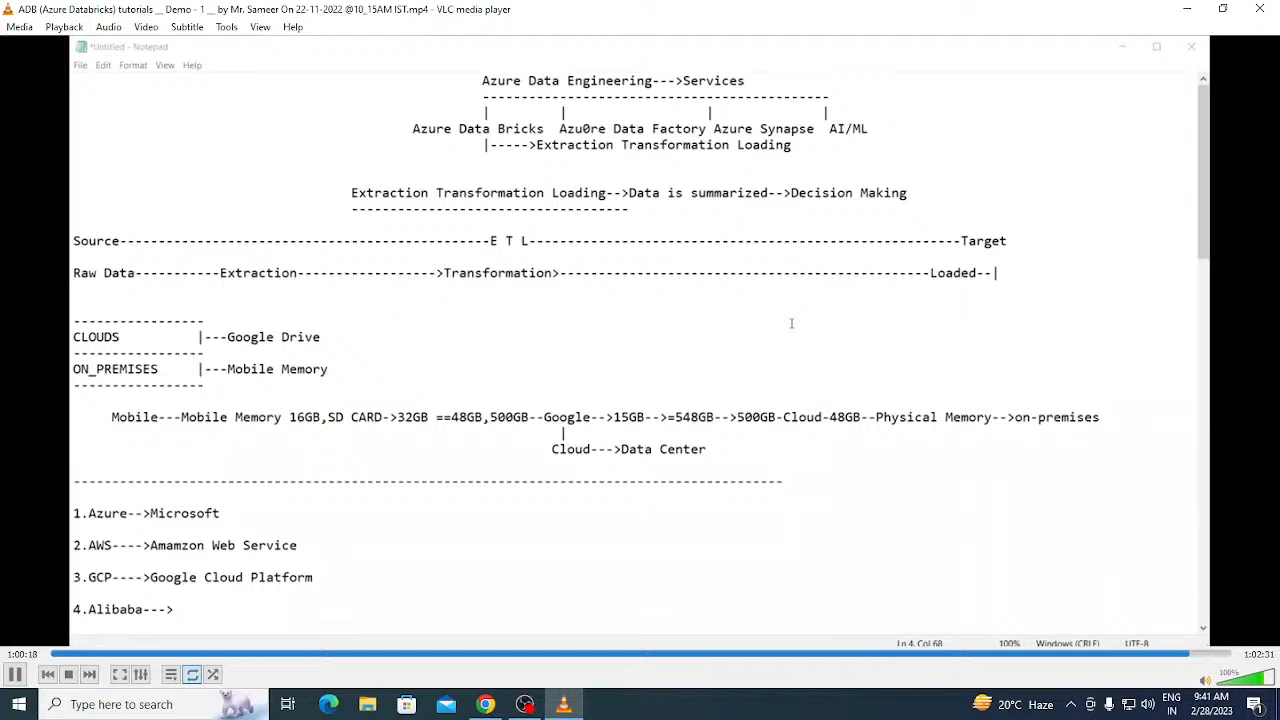 ADB (Azure Databricks) tutorials __ Demo - 1 __ by Mr. Sameer On 22-11-2022 @10_15AM IST.mp4 - VLC media player
Media Playback Audio Video Subtitle Tools View Help
*Untitled - Notepad
File Edit Format View Help
Azure Data Engineering--->Services
---------------------------------------------
| | | |
Azure Data Bricks Azu0re Data Factory Azure Synapse AI/ML
|----->Extraction Transformation Loading
Extraction Transformation Loading-->Data is summarized-->Decision Making
------------------------------------
Source------------------------------------------------E T L--------------------------------------------------------Target
Raw Data-----------Extraction------------------>Transformation>------------------------------------------------Loaded--|
-----------------
CLOUDS |---Google Drive
-----------------
ON_PREMISES |---Mobile Memory
-----------------
Mobile---Mobile Memory 16GB,SD CARD->32GB ==48GB,500GB--Google-->15GB-->=548GB-->500GB-Cloud-48GB--Physical Memory-->on-premises
|
Cloud--->Data Center
--------------------------------------------------------------------------------------------
1.Azure-->Microsoft
2.AWS---->Amamzon Web Service
3.GCP---->Google Cloud Platform
4.Alibaba--->
Ln 4, Col 68 100% Windows (CRLF) UTF-8
1:00:18 1:02:31
100%
Type here to search 20°C Haze ENG IN 9:41 AM 2/28/2023